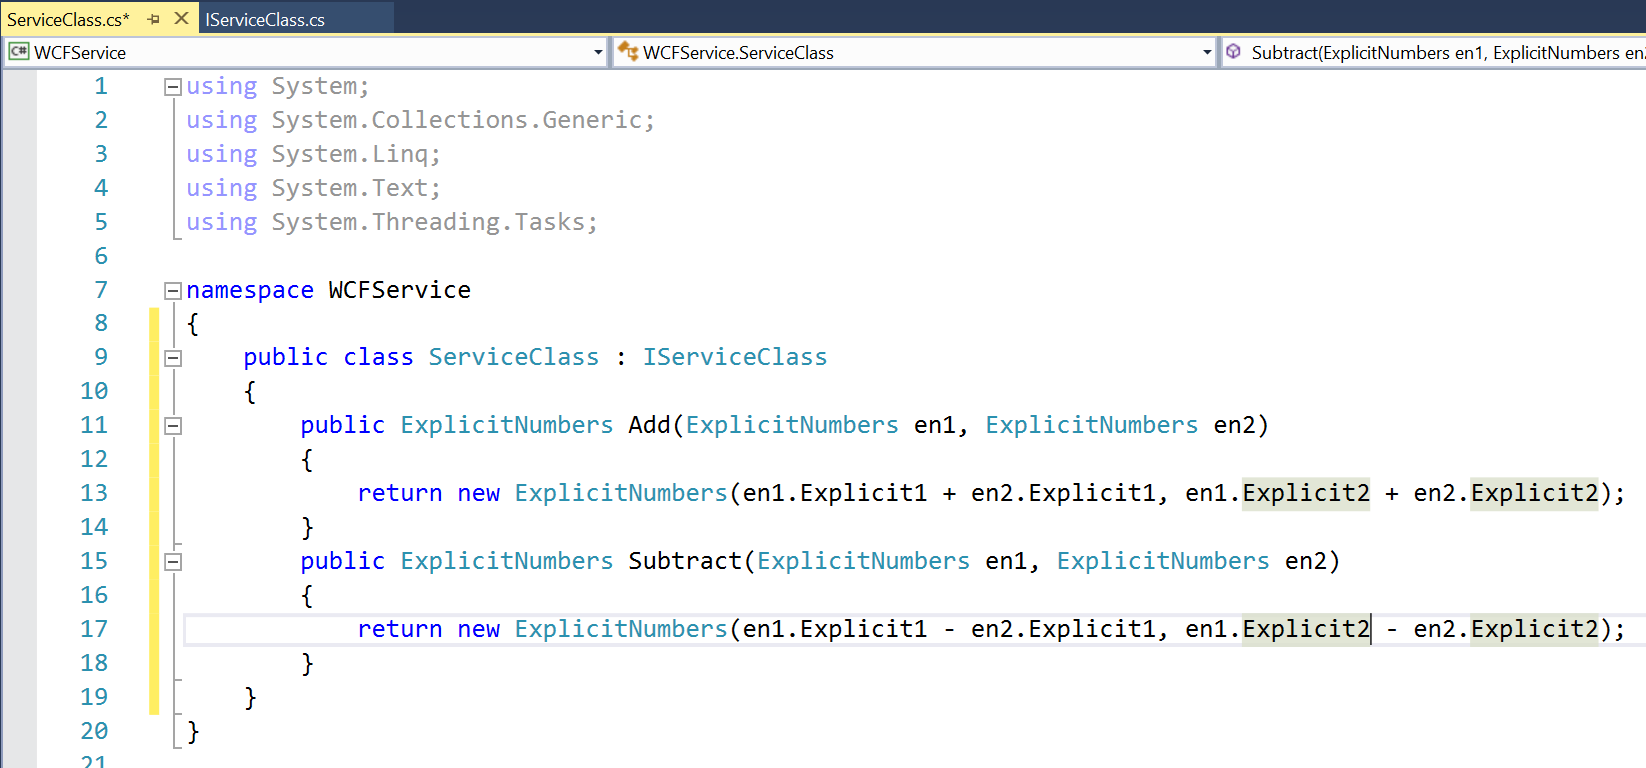 ServiceClass.cs* IServiceClass.cs
C# WCFService WCFService.ServiceClass Subtract(ExplicitNumbers en1, ExplicitNumbers en
1 using System;
2 using System.Collections.Generic;
3 using System.Linq;
4 using System.Text;
5 using System.Threading.Tasks;
6
7 namespace WCFService
8 {
9 public class ServiceClass : IServiceClass
10 {
11 public ExplicitNumbers Add(ExplicitNumbers en1, ExplicitNumbers en2)
12 {
13 return new ExplicitNumbers(en1.Explicit1 + en2.Explicit1, en1.Explicit2 + en2.Explicit2);
14 }
15 public ExplicitNumbers Subtract(ExplicitNumbers en1, ExplicitNumbers en2)
16 {
17 return new ExplicitNumbers(en1.Explicit1 - en2.Explicit1, en1.Explicit2 - en2.Explicit2);
18 }
19 }
20 }
21